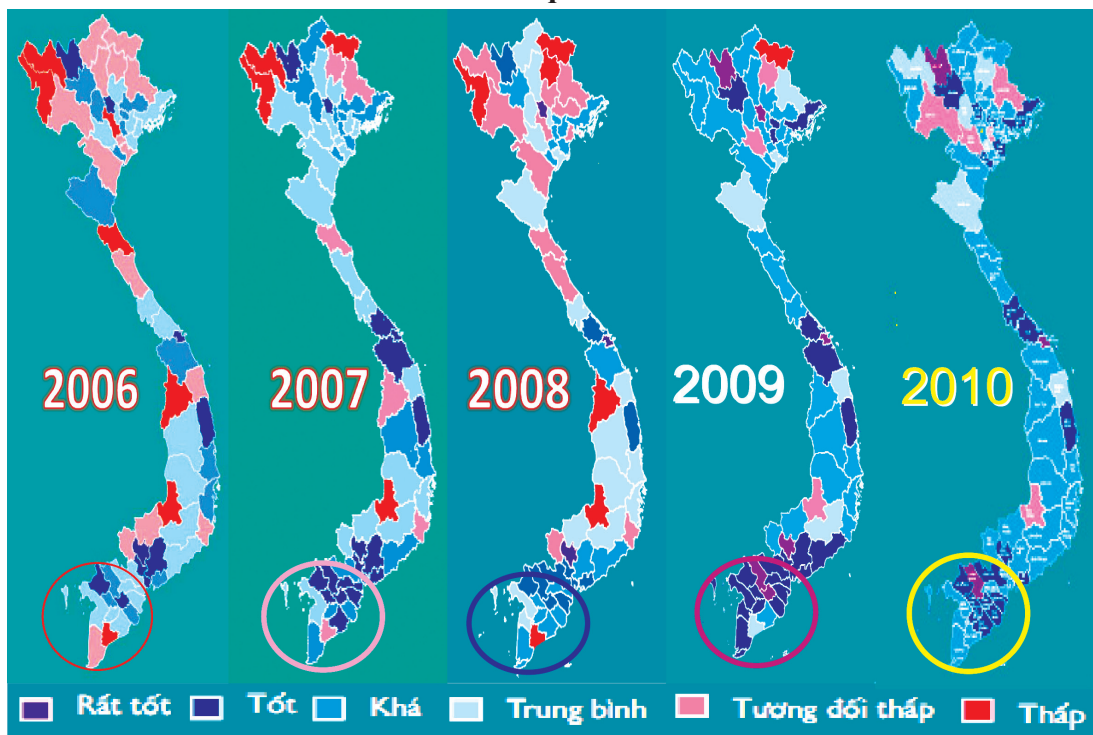 2006
2007
2008
2009
2010
Rất tốt
Tốt
Khá
Trung bình
Tương đối thấp
Thấp